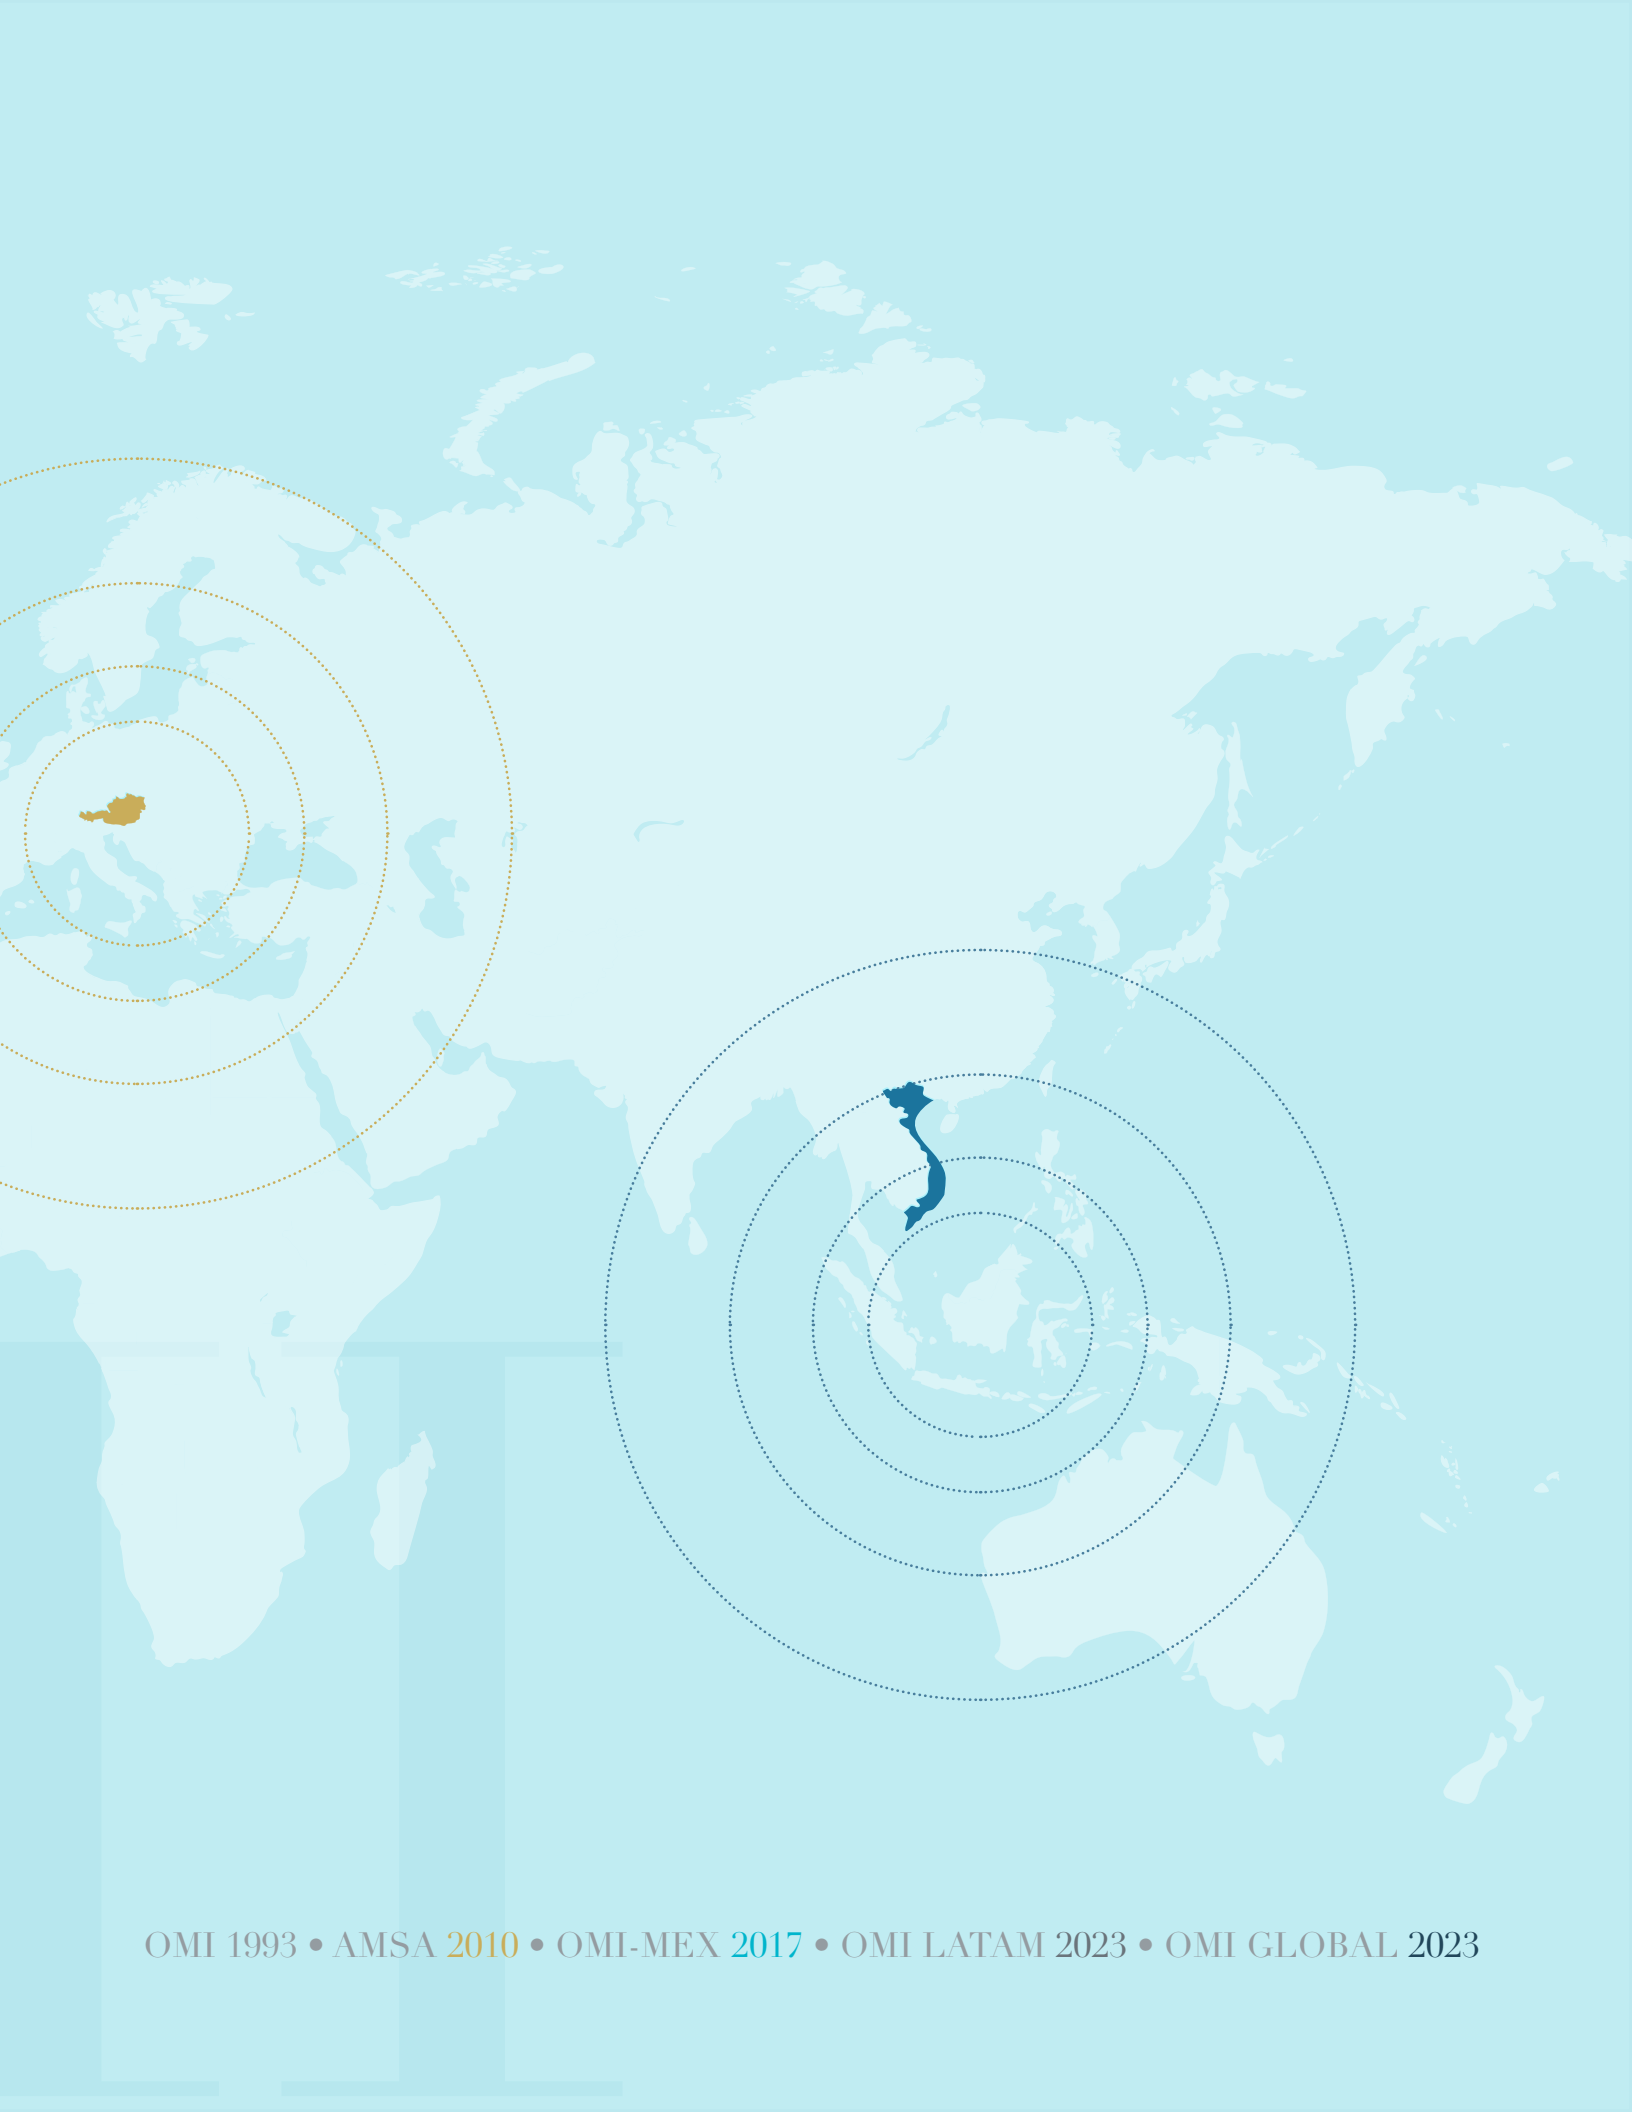 OMI 1993 • AMSA 2010 • OMI-MEX 2017 • OMI LATAM 2023 • OMI GLOBAL 2023